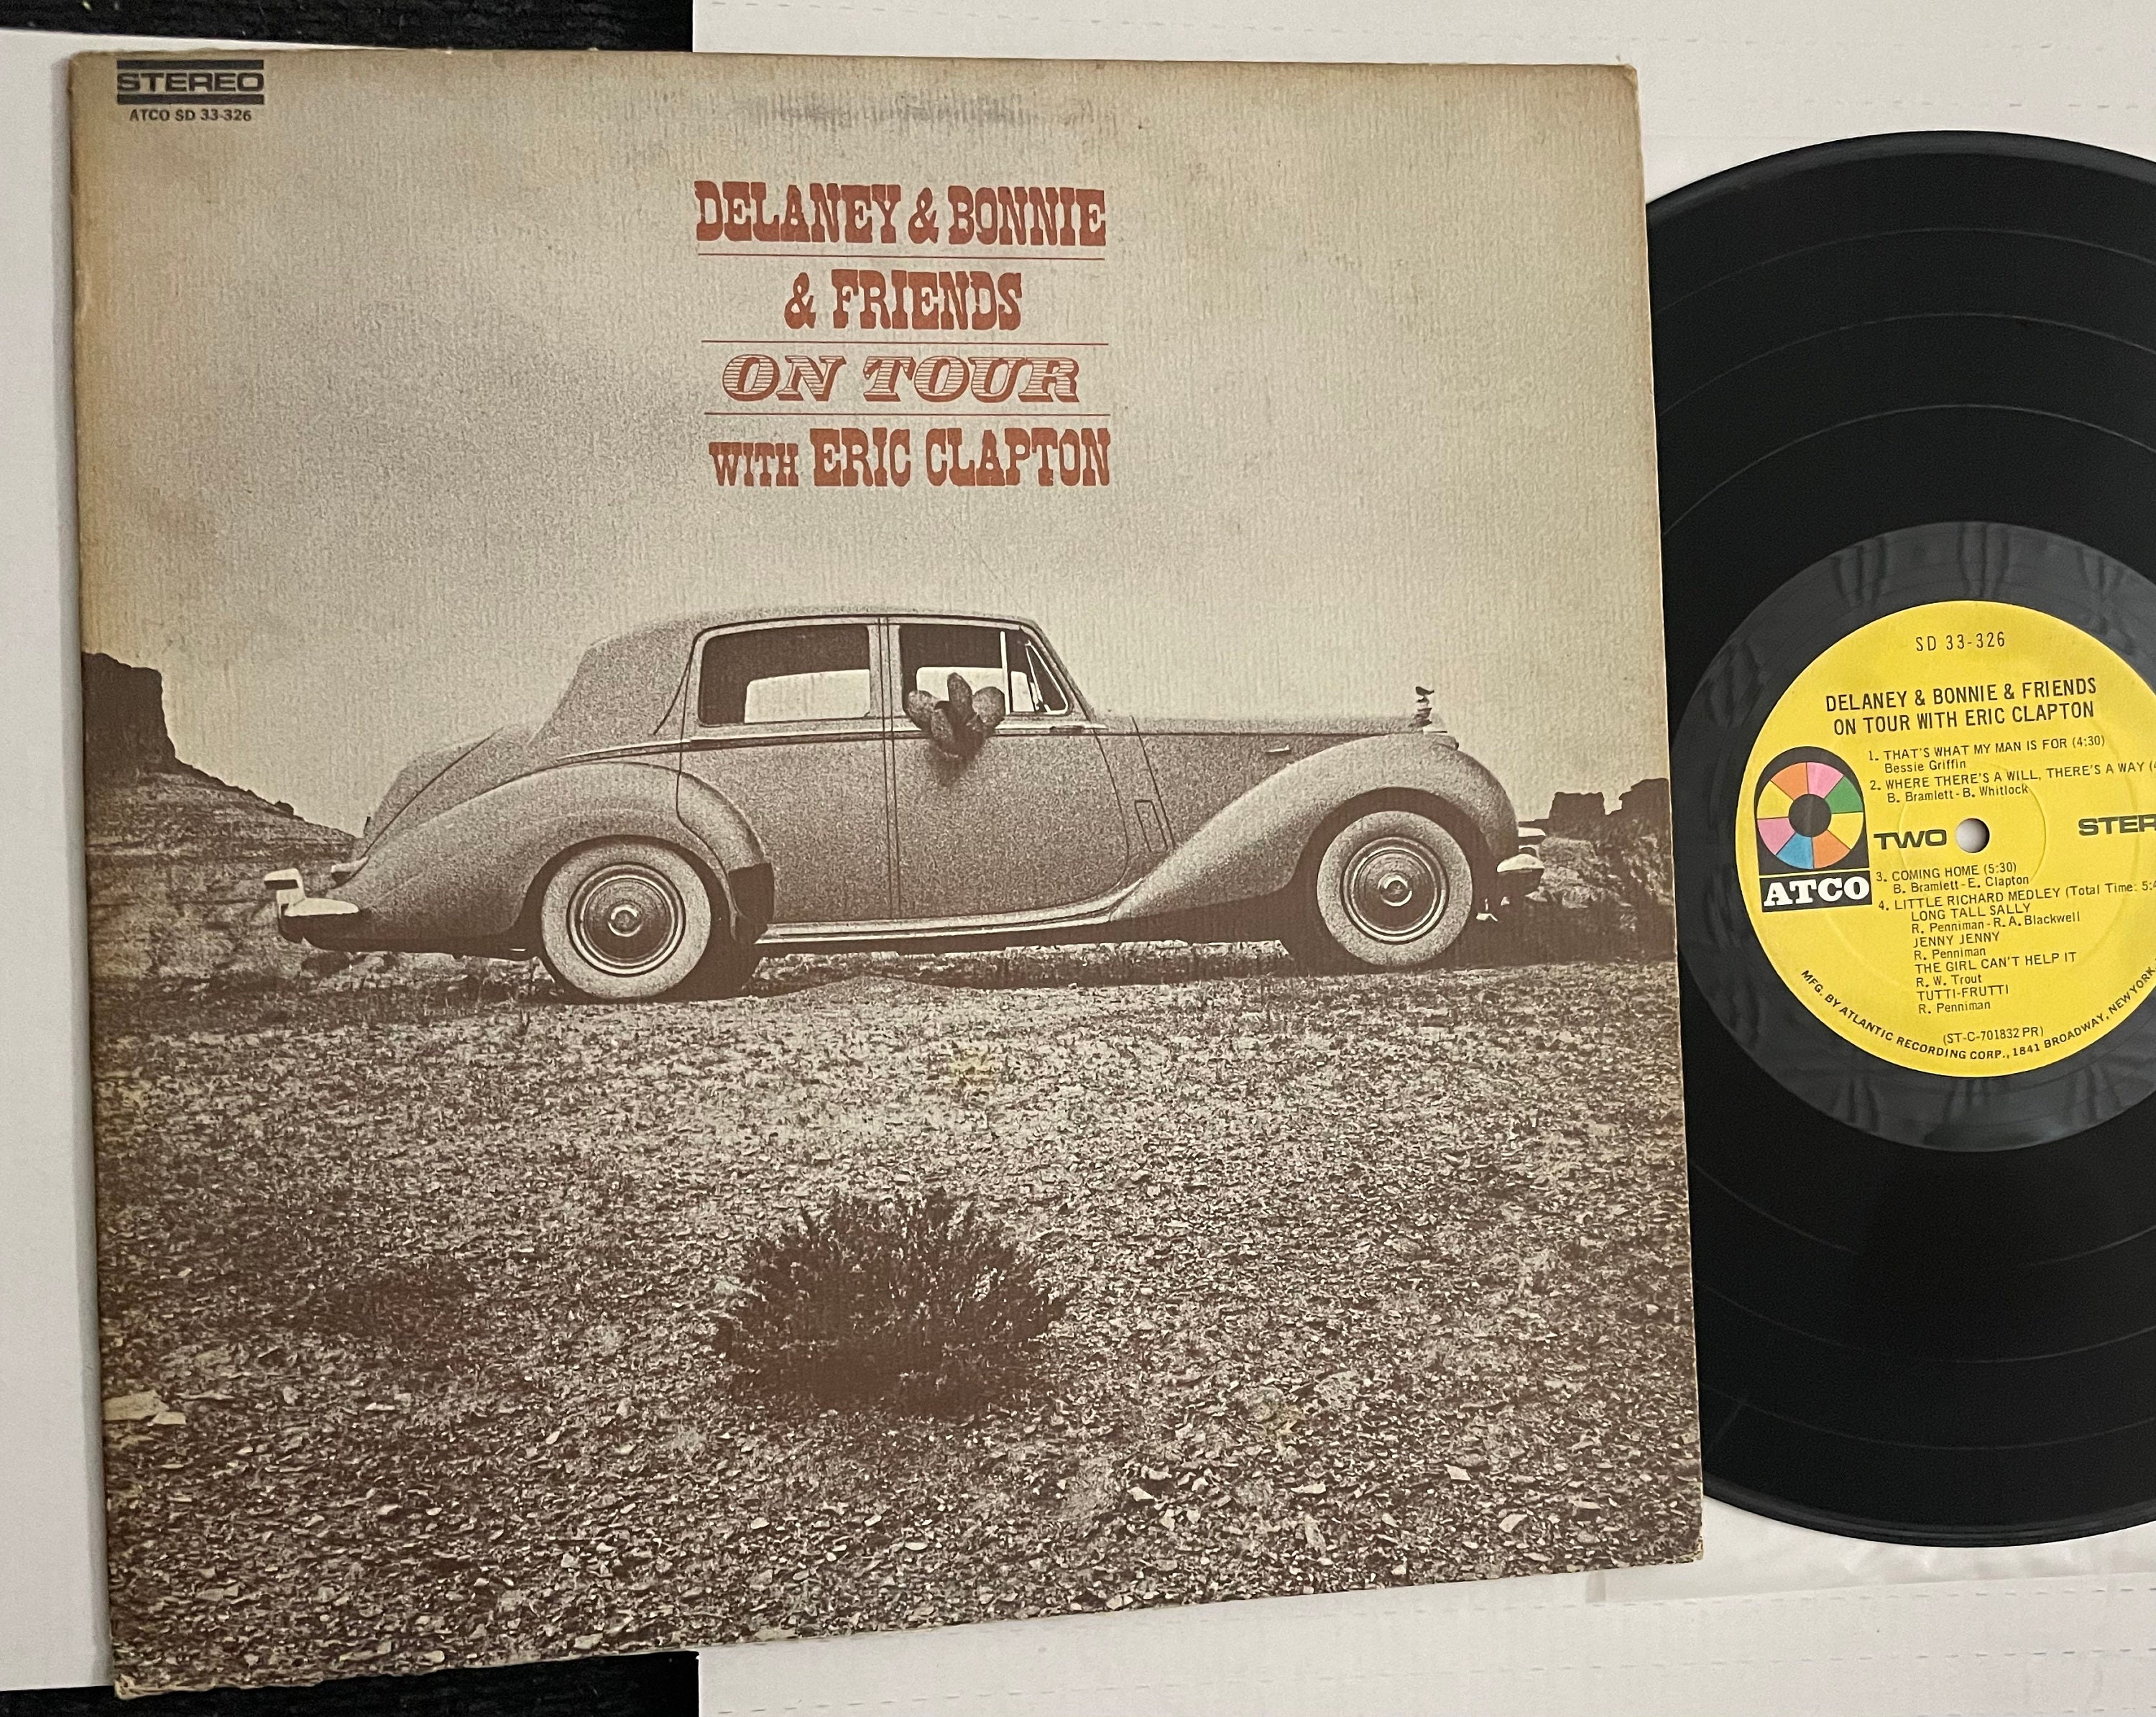 STEREO
ATCO SD 33-326
DELANEY & BONNIE
& FRIENDS
ON TOUR
WITH ERIC CLAPTON
SD 33-326
DELANEY & BONNIE & FRIENDS
ON TOUR WITH ERIC CLAPTON
1. THAT'S WHAT MY MAN IS FOR (4:30)
Bessie Griffin
2. WHERE THERE'S A WILL, THERE'S A WAY
B. Bramlett - B. Whitlock
TWO
STER
ATCO
3. COMING HOME (5:30)
B. Bramlett - E. Clapton
4. LITTLE RICHARD MEDLEY (Total Time: 5:4
LONG TALL SALLY
R. Penniman - R. A. Blackwell
JENNY JENNY
R. Penniman
THE GIRL CAN'T HELP IT
R. W. Trout
TUTTI-FRUTTI
R. Penniman
(ST-C-701832 PR)
MFG. BY ATLANTIC RECORDING CORP., 1841 BROADWAY, NEW YORK